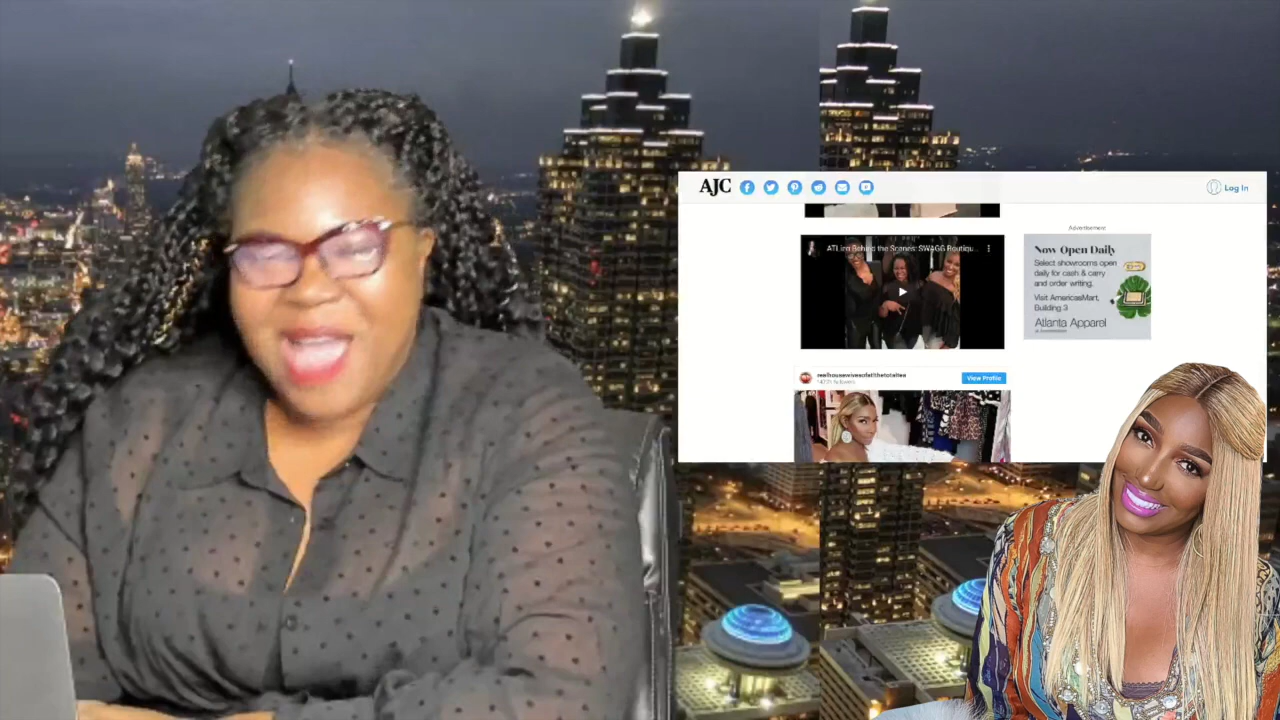 AJC
Log In
ATLien Behind the Scenes: SWAGG Boutiqu...
Advertisement
Now Open Daily
Select showrooms open
daily for cash & carry
and order writing.
Visit AmericasMart,
Building 3
Atlanta Apparel
realhousewivesofatlthetotaltea
View Profile